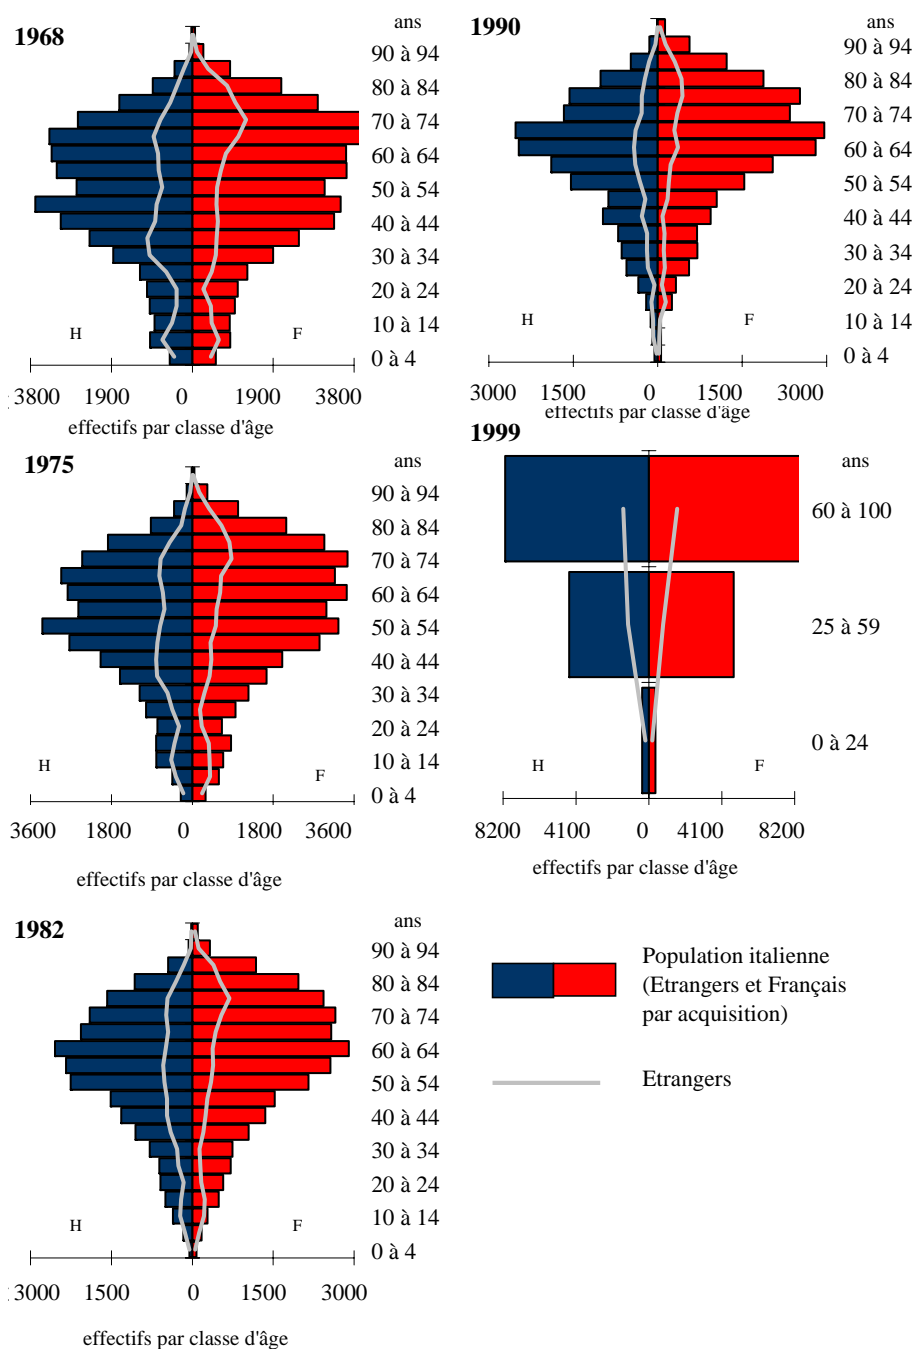 1968
ans
90 à 94
80 à 84
70 à 74
60 à 64
50 à 54
40 à 44
30 à 34
20 à 24
10 à 14
0 à 4
H
F
3800 1900 0 1900 3800
effectifs par classe d'âge
1990
ans
90 à 94
80 à 84
70 à 74
60 à 64
50 à 54
40 à 44
30 à 34
20 à 24
10 à 14
0 à 4
H
F
3000 1500 0 1500 3000
effectifs par classe d'âge
1975
ans
90 à 94
80 à 84
70 à 74
60 à 64
50 à 54
40 à 44
30 à 34
20 à 24
10 à 14
0 à 4
H
F
3600 1800 0 1800 3600
effectifs par classe d'âge
1999
ans
60 à 100
25 à 59
0 à 24
H
F
8200 4100 0 4100 8200
effectifs par classe d'âge
1982
ans
90 à 94
80 à 84
70 à 74
60 à 64
50 à 54
40 à 44
30 à 34
20 à 24
10 à 14
0 à 4
H
F
3000 1500 0 1500 3000
effectifs par classe d'âge
Population italienne
(Etrangers et Français
par acquisition)
Etrangers